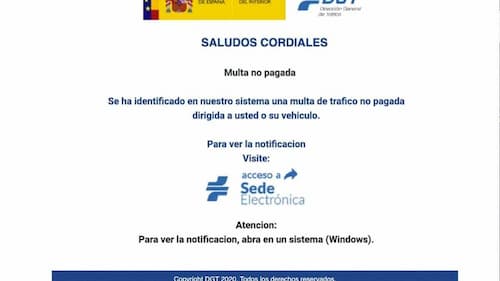 DE ESPAÑA DEL INTERIOR DGT
Dirección General
de Tráfico
SALUDOS CORDIALES
Multa no pagada
Se ha identificado en nuestro sistema una multa de trafico no pagada
dirigida a usted o su vehiculo.
Para ver la notificacion
Visite:
acceso a
Sede
Electrónica
Atencion:
Para ver la notificacion, abra en un sistema (Windows).
Copyright DGT 2020. Todos los derechos reservados.